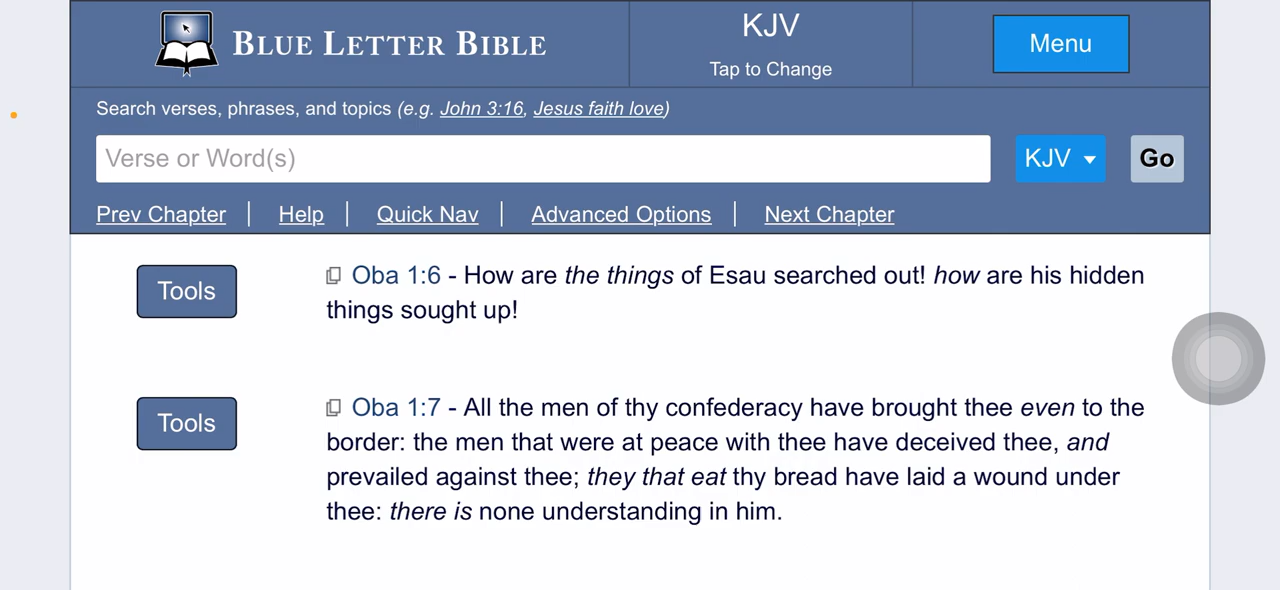 BLUE LETTER BIBLE
KJV
Tap to Change
Menu
Search verses, phrases, and topics (e.g. John 3:16, Jesus faith love)
Verse or Word(s)
KJV
Go
Prev Chapter | Help | Quick Nav | Advanced Options | Next Chapter
Tools
Oba 1:6 - How are the things of Esau searched out! how are his hidden
things sought up!
Tools
Oba 1:7 - All the men of thy confederacy have brought thee even to the
border: the men that were at peace with thee have deceived thee, and
prevailed against thee; they that eat thy bread have laid a wound under
thee: there is none understanding in him.